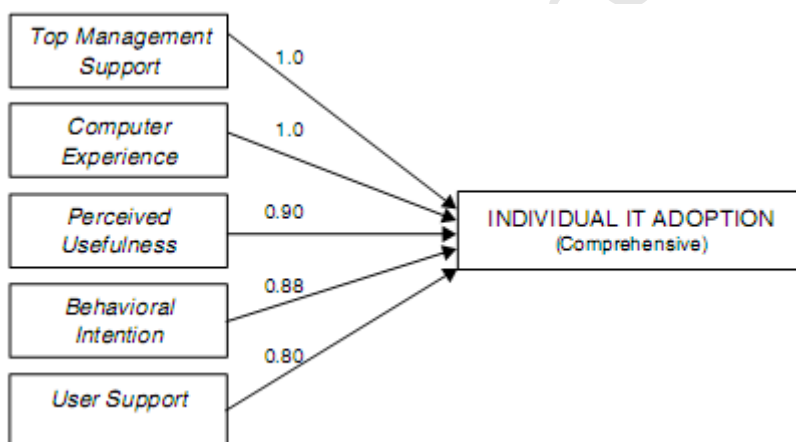 Top Management
Support
1.0
Computer
Experience
1.0
Perceived
Usefulness
0.90
INDIVIDUAL IT ADOPTION
(Comprehensive)
Behavioral
Intention
0.88
User Support
0.80